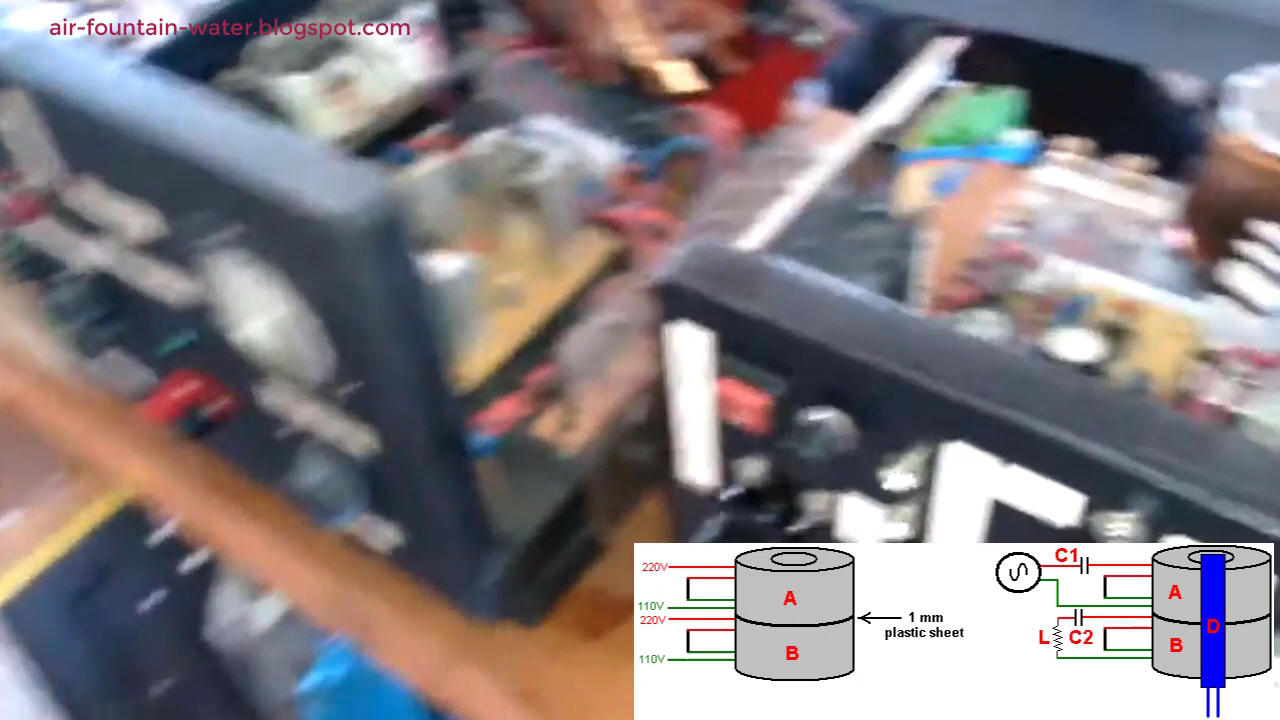 air-fountain-water.blogspot.com
220V
A
110V
220V
1 mm
plastic sheet
B
110V
C1
A
D
L
C2
B